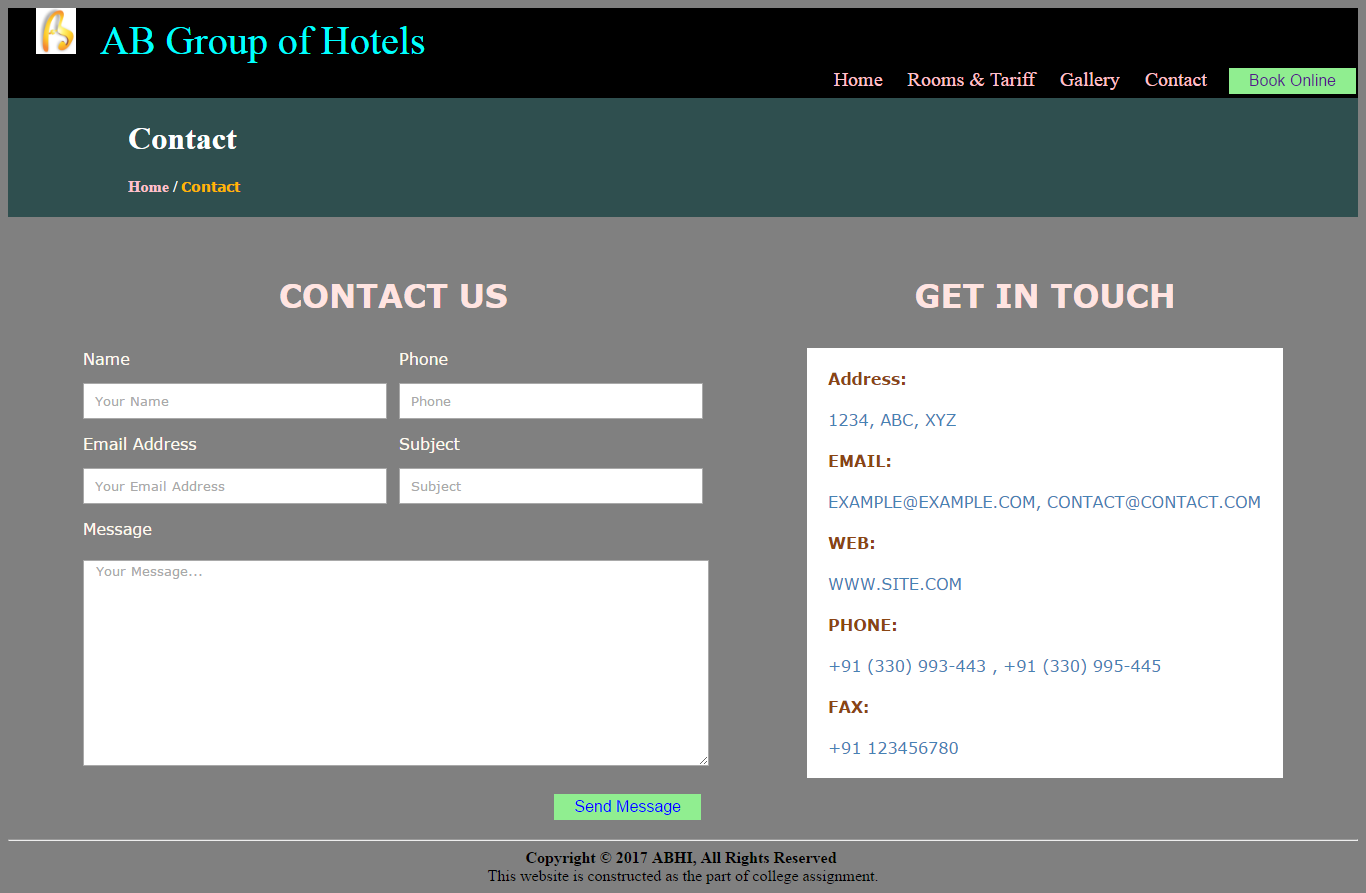 AB Group of Hotels
Home Rooms & Tariff Gallery Contact Book Online
Contact
Home / Contact
CONTACT US
Name Phone
Your Name Phone
Email Address Subject
Your Email Address Subject
Message
Your Message...
Send Message
GET IN TOUCH
Address:
1234, ABC, XYZ
EMAIL:
EXAMPLE@EXAMPLE.COM, CONTACT@CONTACT.COM
WEB:
WWW.SITE.COM
PHONE:
+91 (330) 993-443 , +91 (330) 995-445
FAX:
+91 123456780
Copyright © 2017 ABHI, All Rights Reserved
This website is constructed as the part of college assignment.